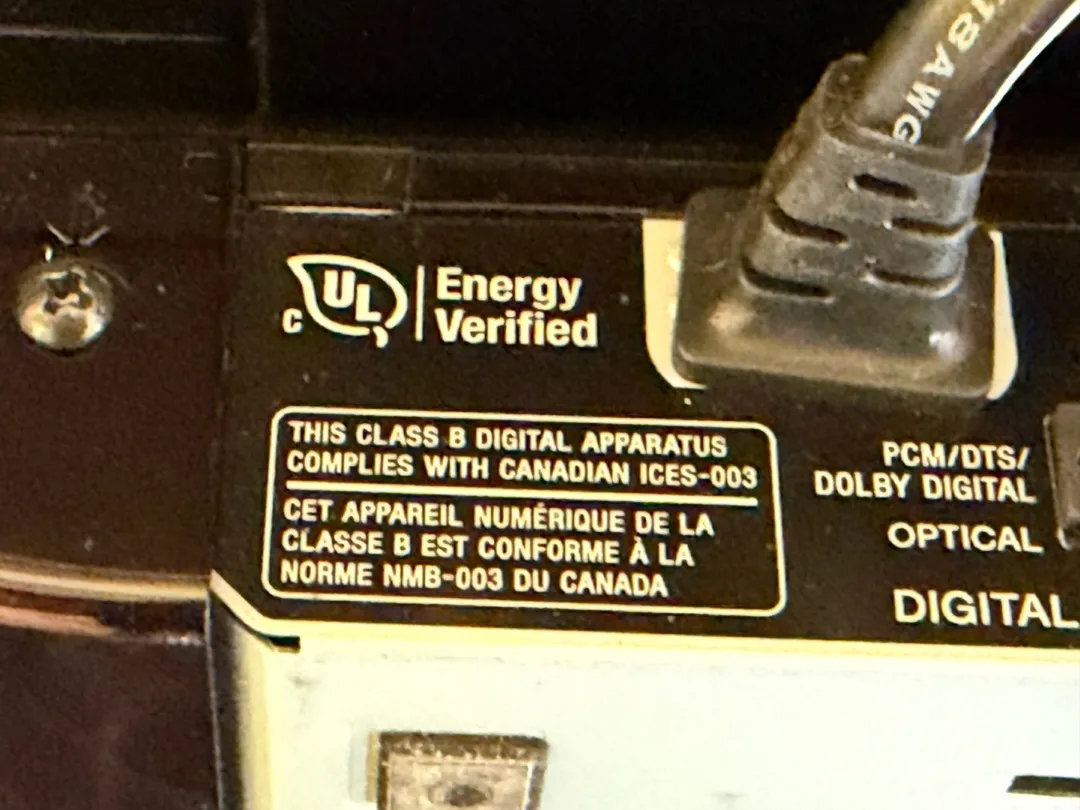 18AWG
C UL Energy
Verified
THIS CLASS B DIGITAL APPARATUS
COMPLIES WITH CANADIAN ICES-003
CET APPAREIL NUMÉRIQUE DE LA
CLASSE B EST CONFORME À LA
NORME NMB-003 DU CANADA
PCM/DTS/
DOLBY DIGITAL
OPTICAL
DIGITAL